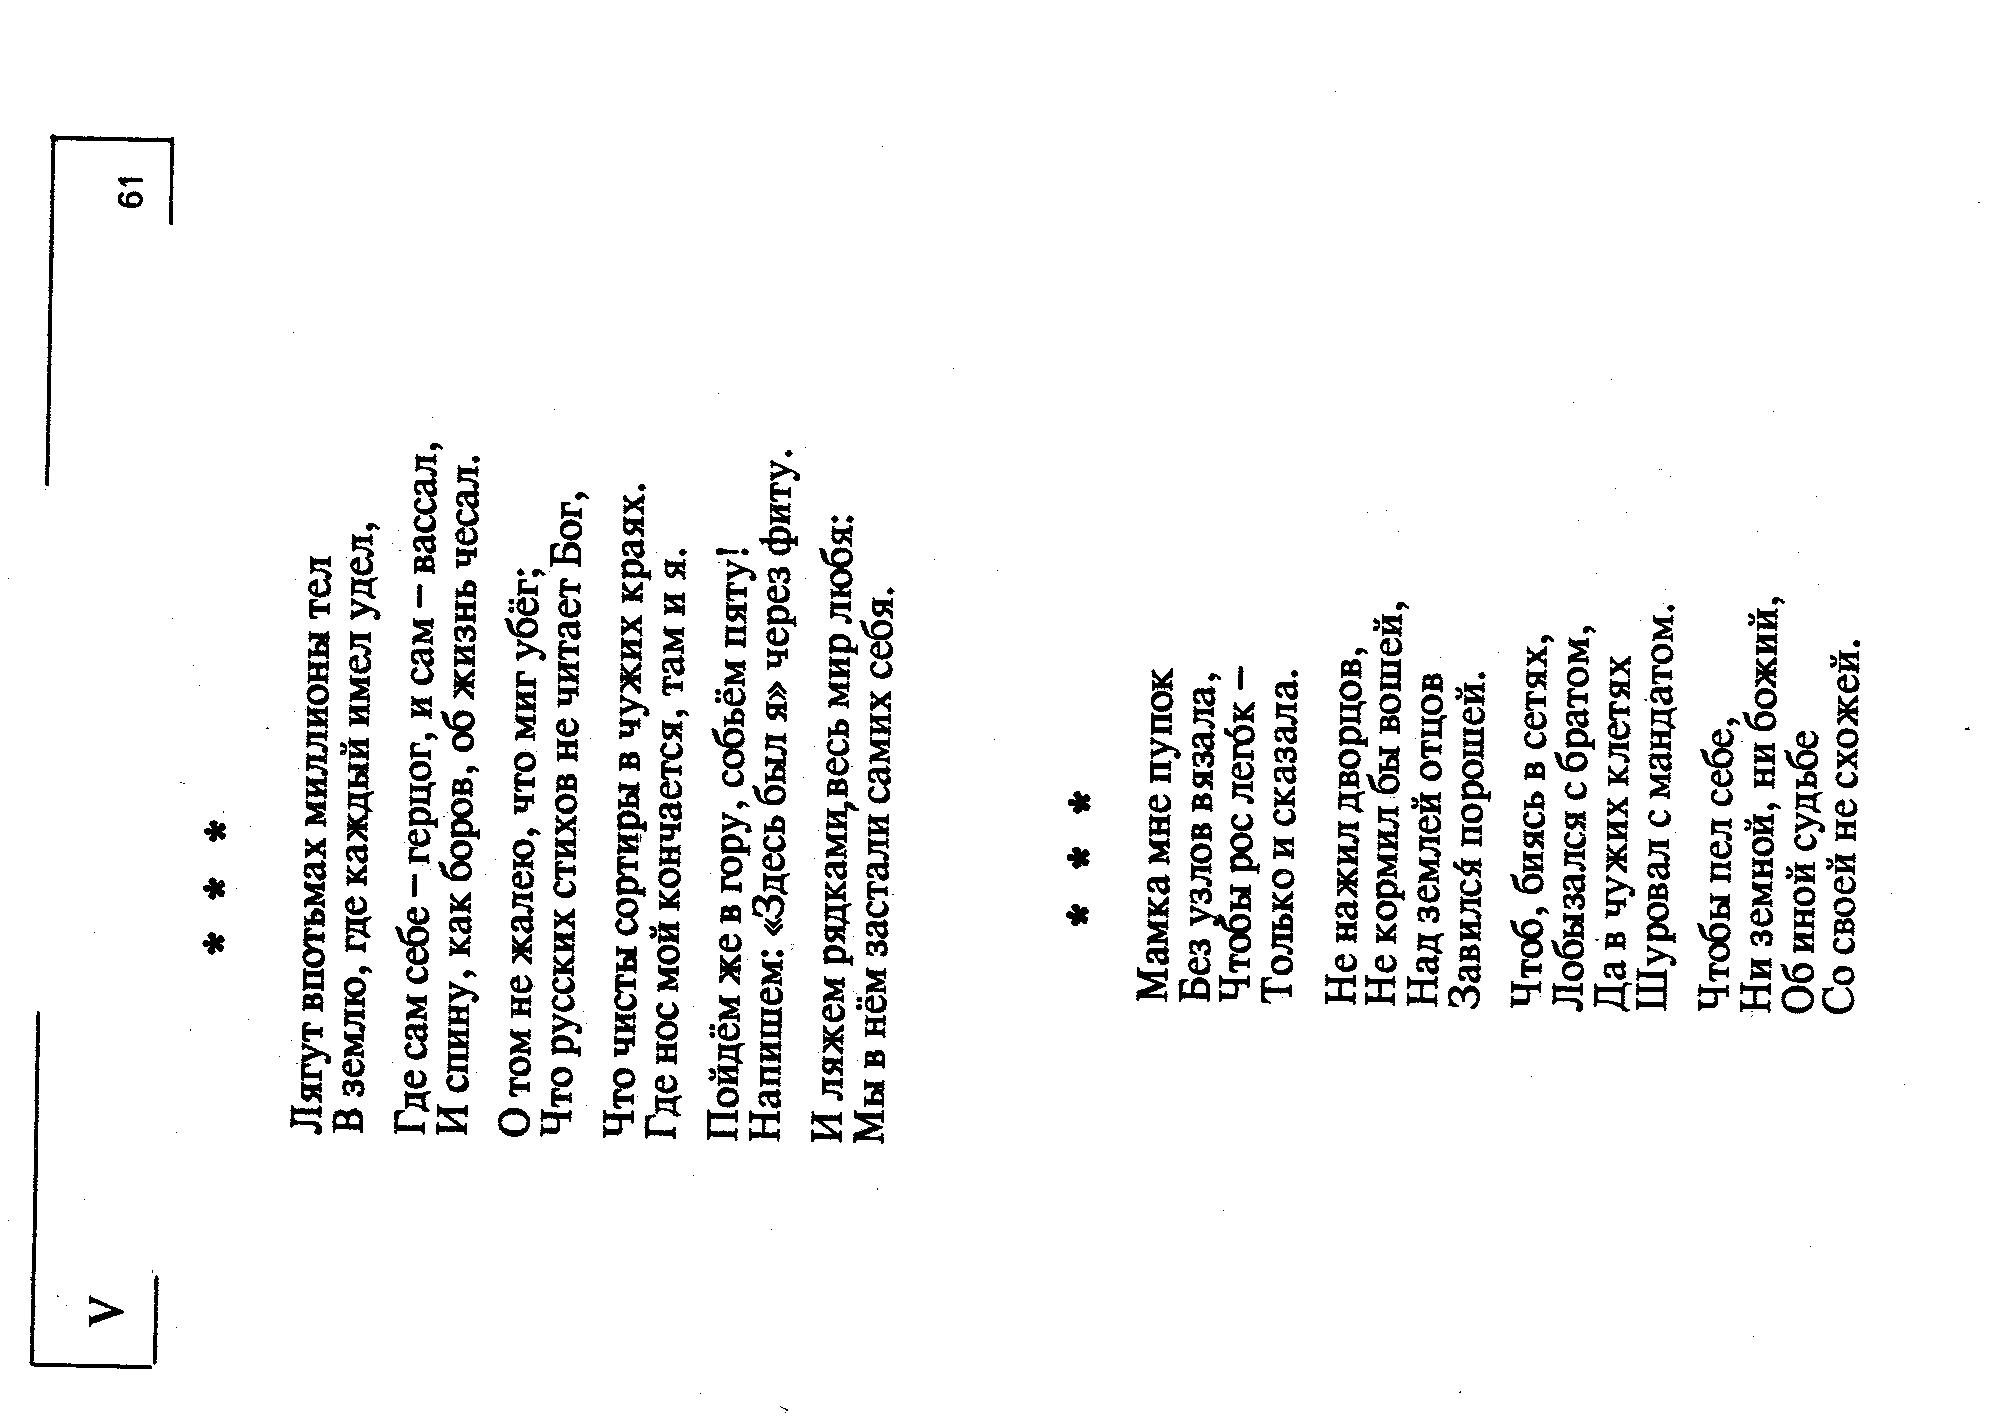 V
61
* * *
Лягут впотьмах миллионы тел
В землю, где каждый имел удел,
Где сам себе – герцог, и сам – вассал,
И спину, как боров, об жизнь чесал.
О том не жалею, что миг убёг;
Что русских стихов не читает Бог,
Что чисты сортиры в чужих краях.
Где нос мой кончается, там и я.
Пойдём же в гору, собьём пяту!
Напишем: «Здесь был я» через фиту.
И ляжем рядками, весь мир любя:
Мы в нём застали самих себя.
* * *
Мамка мне пупок
Без узлов вязала,
Чтобы рос легóк –
Только и сказала.
Не нажил дворцов,
Не кормил бы вошей,
Над землей отцов
Завился́ порошей.
Чтоб, биясь в сетях,
Лобызался с братом,
Да в чужих клетях
Шуровал с мандатом.
Чтобы пел себе,
Ни земной, ни божий,
Об иной судьбе
Со своей не схожей.